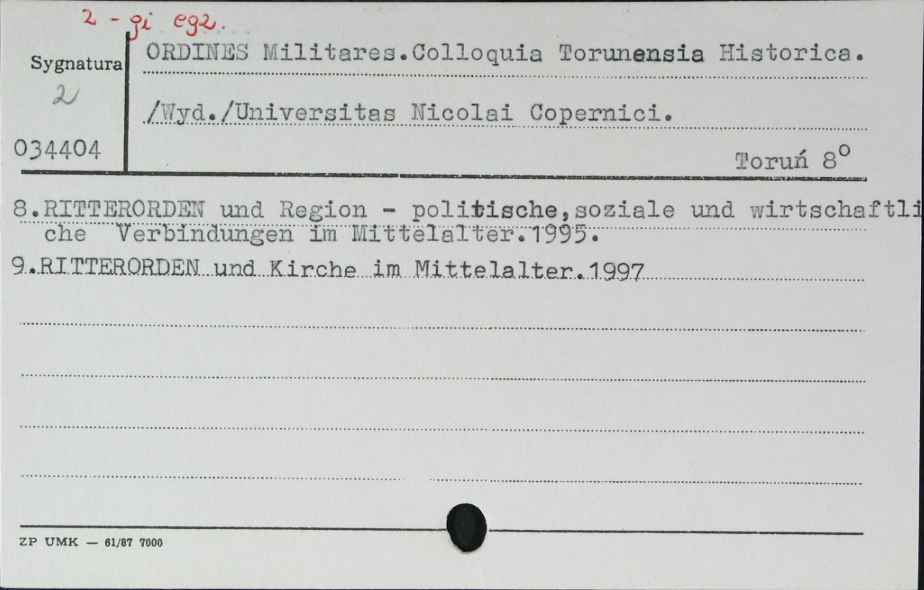 2-gi egz.
Sygnatura
2
034404
ORDINES Militares.Colloquia Torunensia Historica.
/Wyd./Universitas Nicolai Copernici.
Toruń 8°
8.RITTERORDEN und Region - politische,soziale und wirtschaftli
che Verbindungen im Mittelalter.1995.
9.RITTERORDEN und Kirche im Mittelalter.1997
ZP UMK — 61/87 7000